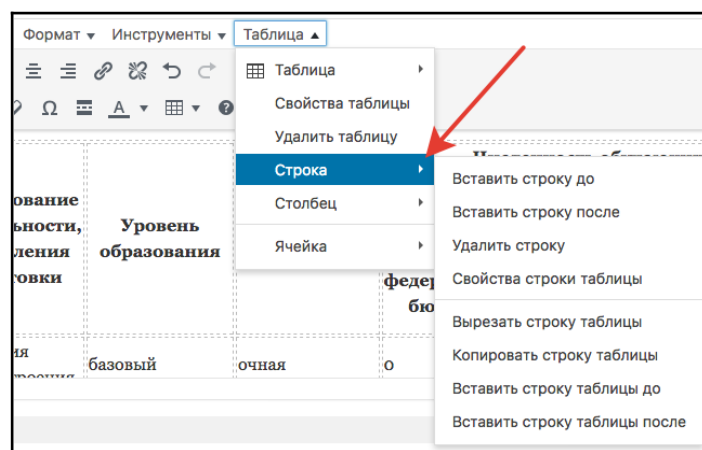 Формат Инструменты Таблица
Ω A
Таблица
Свойства таблицы
Удалить таблицу
Строка
Столбец
Ячейка
Вставить строку до
Вставить строку после
Удалить строку
Свойства строки таблицы
Вырезать строку таблицы
Копировать строку таблицы
Вставить строку таблицы до
Вставить строку таблицы после
Уровень
образования
базовый очная 0